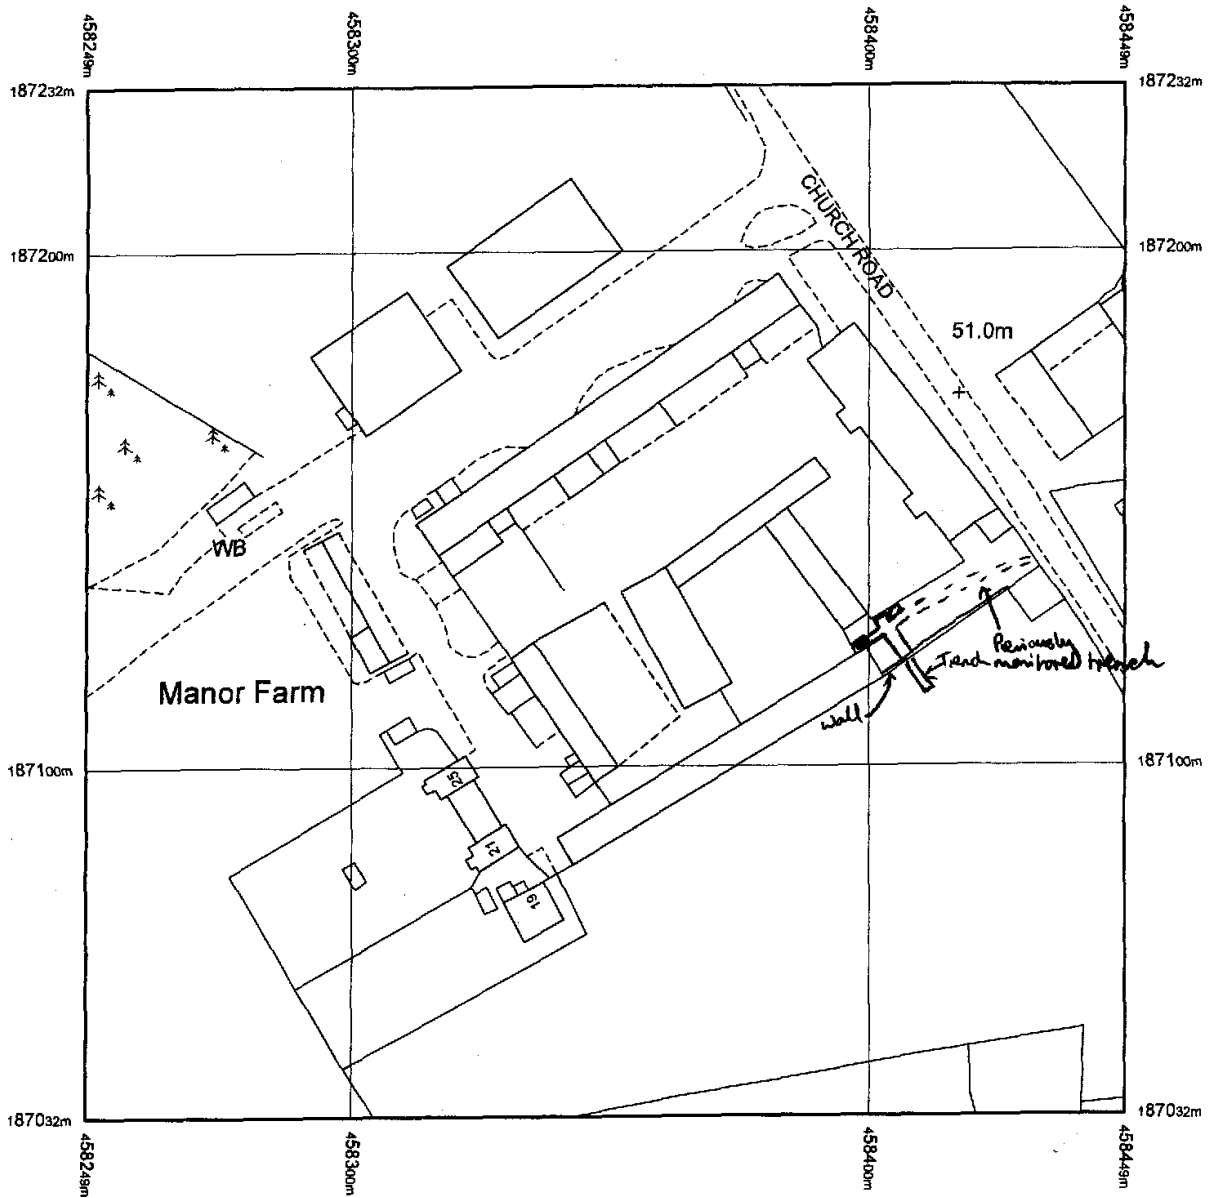 458249m
458300m
458400m
458449m
187232m
187232m
CHURCH ROAD
187200m
187200m
51.0m
WB
Previously
Trench monitored trench
Manor Farm
wall
187100m
187100m
25
21
19
187032m
187032m
458249m
458300m
458400m
458449m